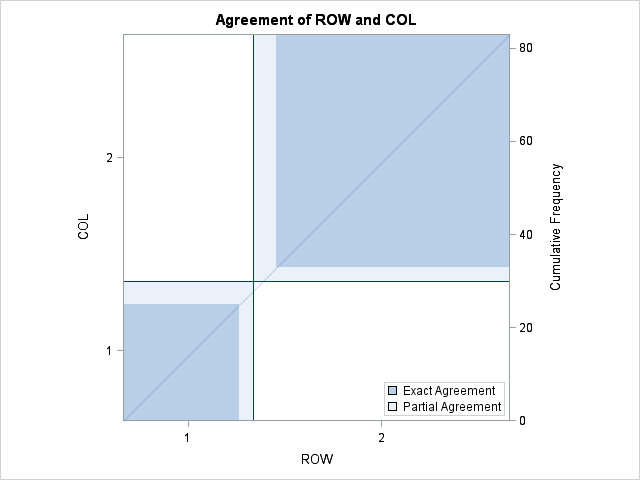 Agreement of ROW and COL
COL
2
1
80
60
40
20
0
Cumulative Frequency
Exact Agreement
Partial Agreement
1
2
ROW